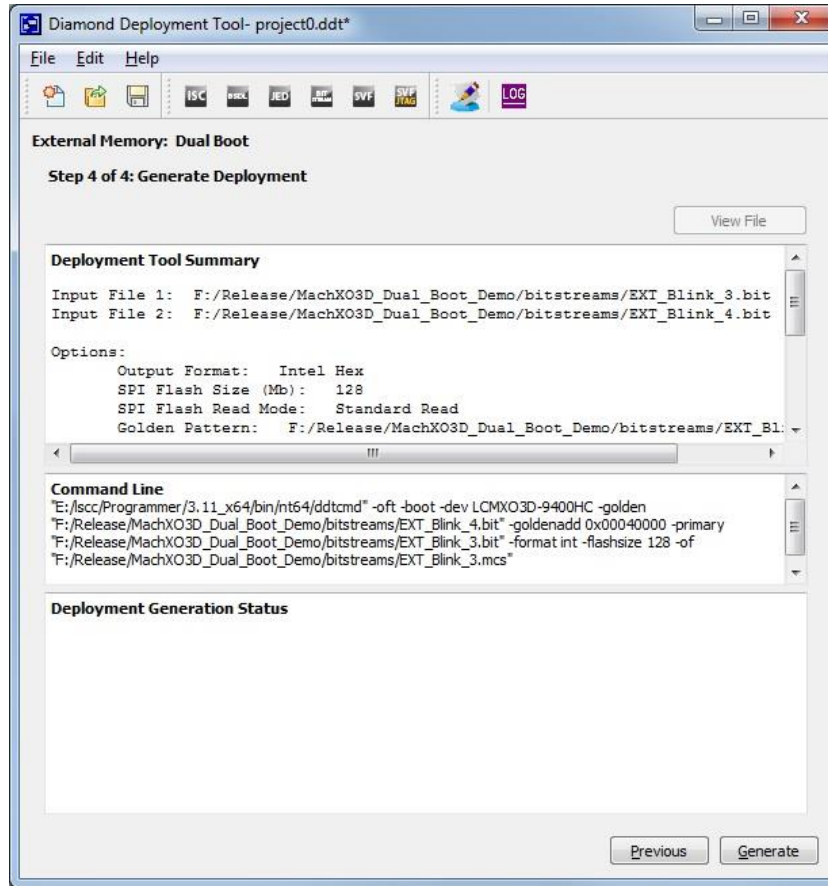 Diamond Deployment Tool- project0.ddt*
File Edit Help
ISC BSDL JED BIT STREAM SVF SVF JTAG LOG
External Memory: Dual Boot
Step 4 of 4: Generate Deployment
View File
Deployment Tool Summary
Input File 1: F:/Release/MachXO3D_Dual_Boot_Demo/bitstreams/EXT_Blink_3.bit
Input File 2: F:/Release/MachXO3D_Dual_Boot_Demo/bitstreams/EXT_Blink_4.bit
Options:
Output Format: Intel Hex
SPI Flash Size (Mb): 128
SPI Flash Read Mode: Standard Read
Golden Pattern: F:/Release/MachXO3D_Dual_Boot_Demo/bitstreams/EXT_Bl
Command Line
"E:/lscc/Programmer/3.11_x64/bin/nt64/ddtcmd" -oft -boot -dev LCMXO3D-9400HC -golden
"F:/Release/MachXO3D_Dual_Boot_Demo/bitstreams/EXT_Blink_4.bit" -goldenadd 0x00040000 -primary
"F:/Release/MachXO3D_Dual_Boot_Demo/bitstreams/EXT_Blink_3.bit" -format int -flashsize 128 -of
"F:/Release/MachXO3D_Dual_Boot_Demo/bitstreams/EXT_Blink_3.mcs"
Deployment Generation Status
Previous Generate